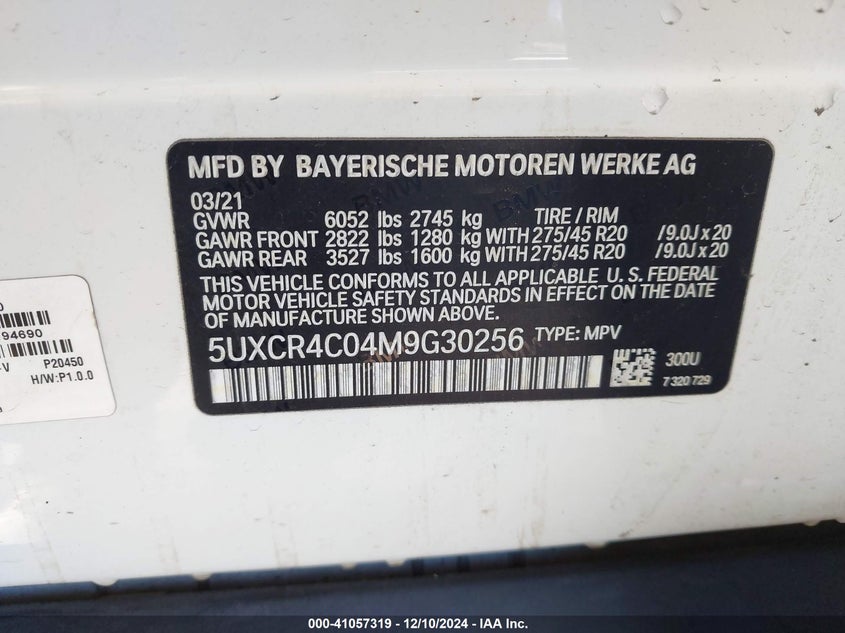 MFD BY BAYERISCHE MOTOREN WERKE AG
03/21
GVWR 6052 lbs 2745 kg TIRE / RIM
GAWR FRONT 2822 lbs 1280 kg WITH 275/45 R20 /9.0J x 20
GAWR REAR 3527 lbs 1600 kg WITH 275/45 R20 /9.0J x 20
THIS VEHICLE CONFORMS TO ALL APPLICABLE U. S. FEDERAL
MOTOR VEHICLE SAFETY STANDARDS IN EFFECT ON THE DATE
OF MANUFACTURE SHOWN ABOVE.
5UXCR4C04M9G30256 TYPE: MPV
300U
7 320 729
94690
P20450
H/W:P1.0.0
000-41057319 - 12/10/2024 - IAA Inc.